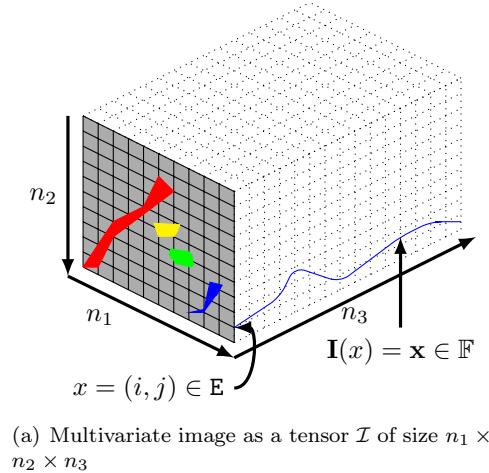 n₂
n₁
n₃
I(x) = x ∈ 𝔽
x = (i, j) ∈ E
(a) Multivariate image as a tensor ℐ of size n₁ ×
n₂ × n₃